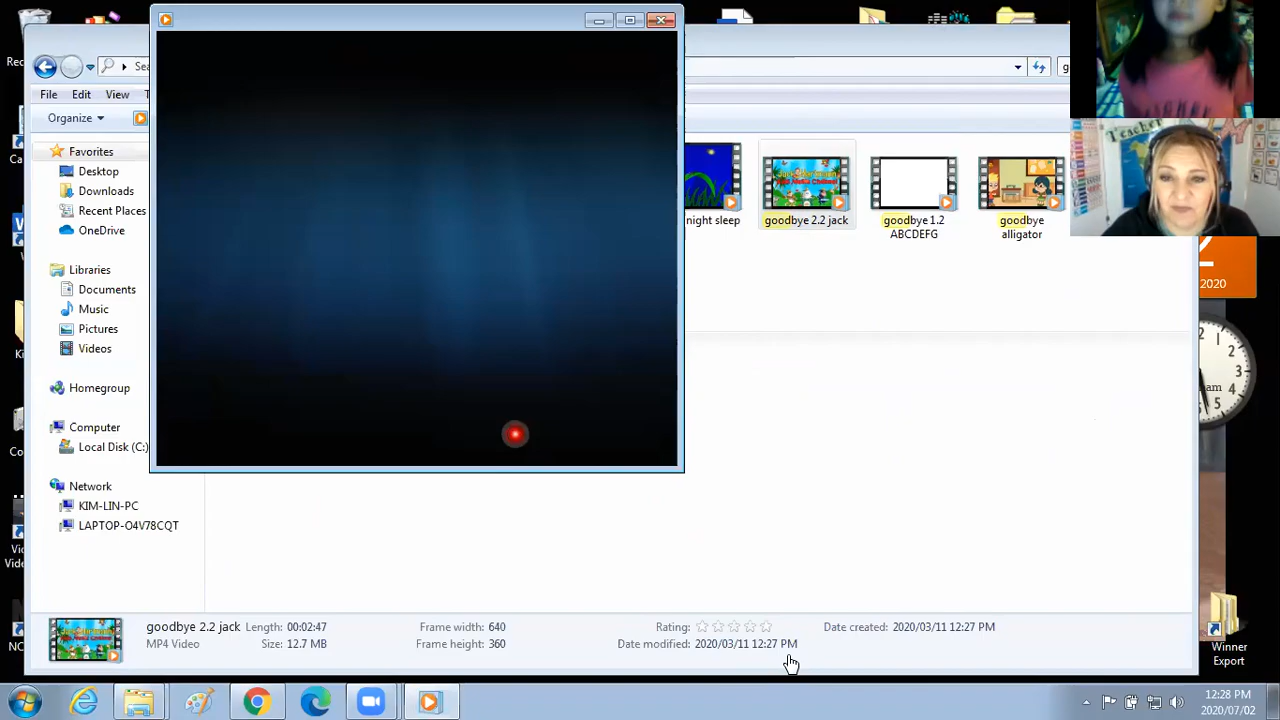 Rec
Sea
File Edit View T
Organize
Favorites
Desktop
Downloads
Recent Places
OneDrive
Libraries
Documents
Music
Pictures
Videos
Homegroup
Computer
Local Disk (C:)
Network
KIM-LIN-PC
LAPTOP-O4V78CQT
night sleep
goodbye 2.2 jack
goodbye 1.2
ABCDEFG
goodbye
alligator
Teacher
2
2020
Winner
Export
goodbye 2.2 jack Length: 00:02:47 Frame width: 640 Rating: Date created: 2020/03/11 12:27 PM
MP4 Video Size: 12.7 MB Frame height: 360 Date modified: 2020/03/11 12:27 PM
12:28 PM
2020/07/02